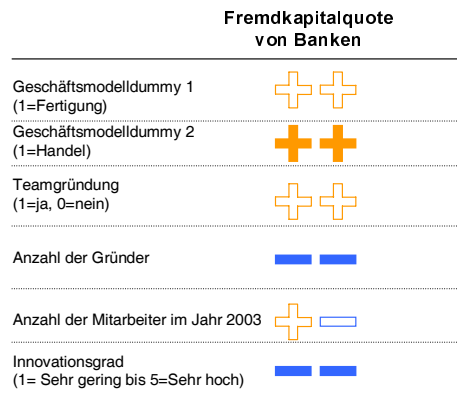 Fremdkapitalquote
von Banken
Geschäftsmodelldummy 1
(1=Fertigung)
Geschäftsmodelldummy 2
(1=Handel)
Teamgründung
(1=ja, 0=nein)
Anzahl der Gründer
Anzahl der Mitarbeiter im Jahr 2003
Innovationsgrad
(1= Sehr gering bis 5=Sehr hoch)